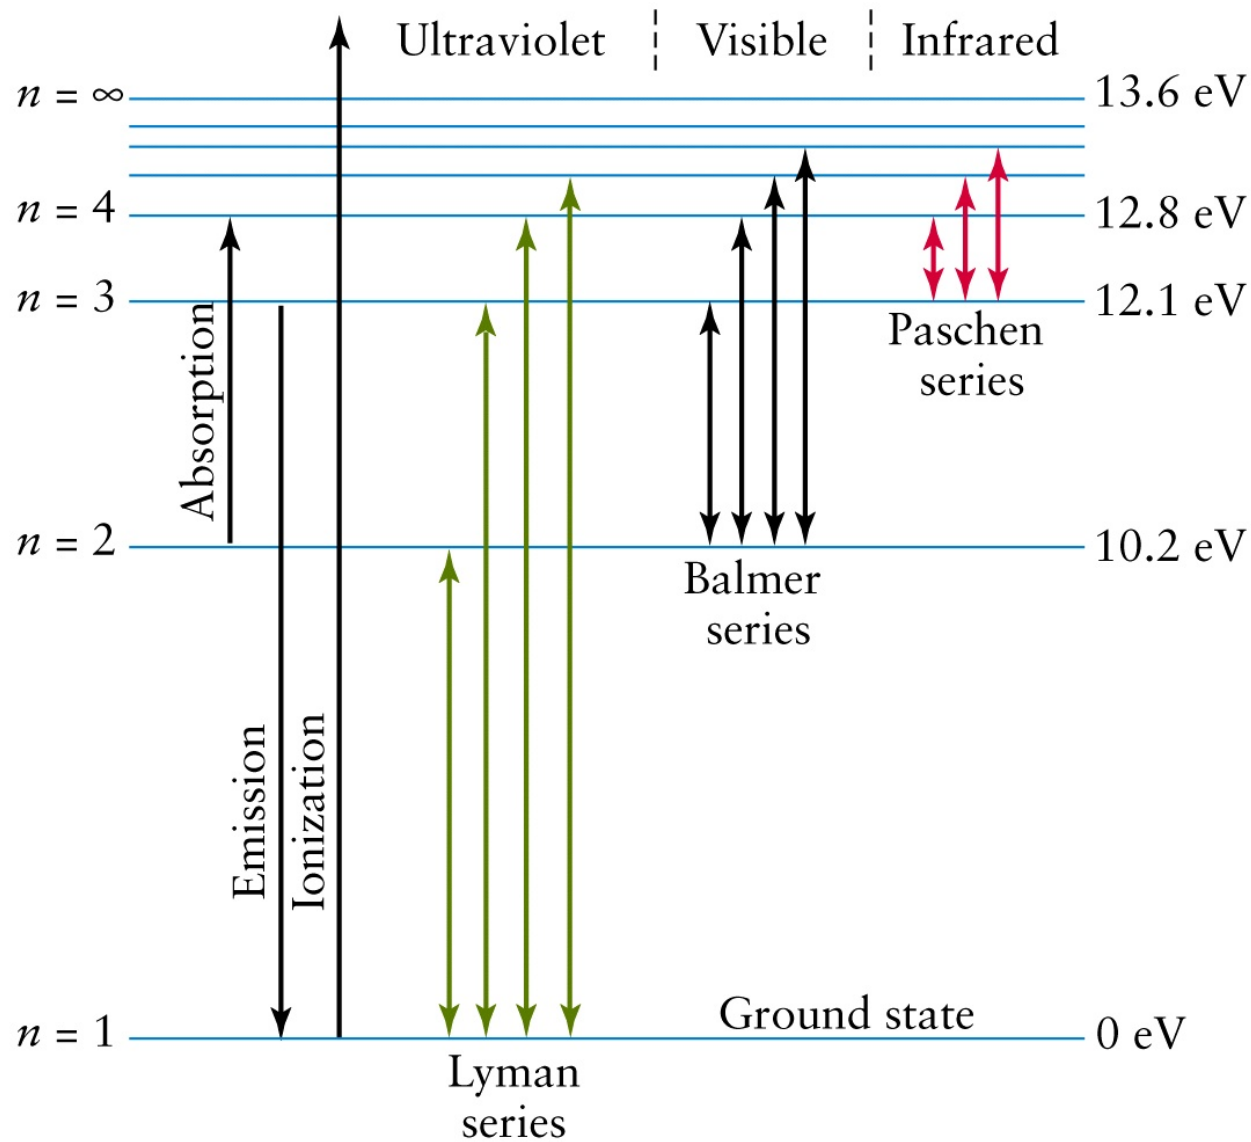 Ultraviolet
Visible
Infrared
n = ∞
13.6 eV
n = 4
12.8 eV
n = 3
12.1 eV
Absorption
Paschen
series
n = 2
10.2 eV
Balmer
series
Emission
Ionization
Ground state
n = 1
0 eV
Lyman
series